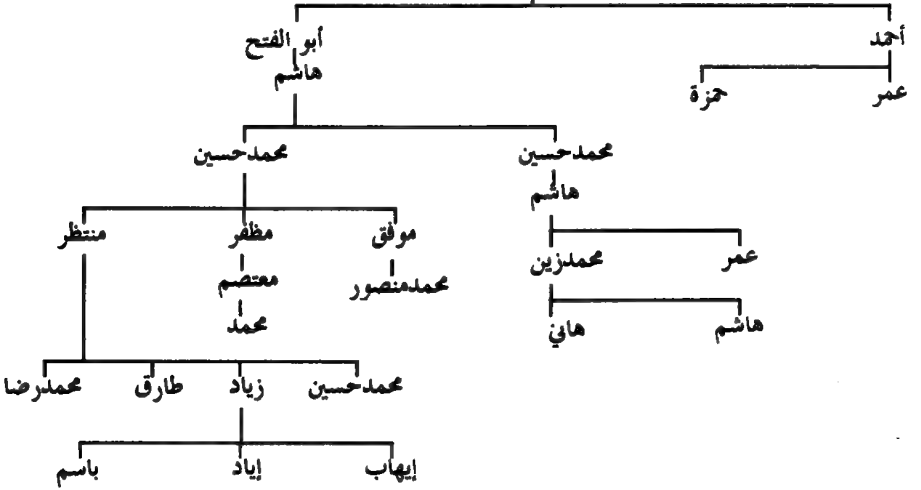 أحمد أبو الفتح
هاشم
عمر حمزة
محمدحسين محمدحسين
هاشم
موفق مظفر منتظر
عمر محمدزين
معتصم
محمدمنصور
محمد
هاشم هاني
محمدحسين زياد طارق محمدرضا
إيهاب إياد باسم